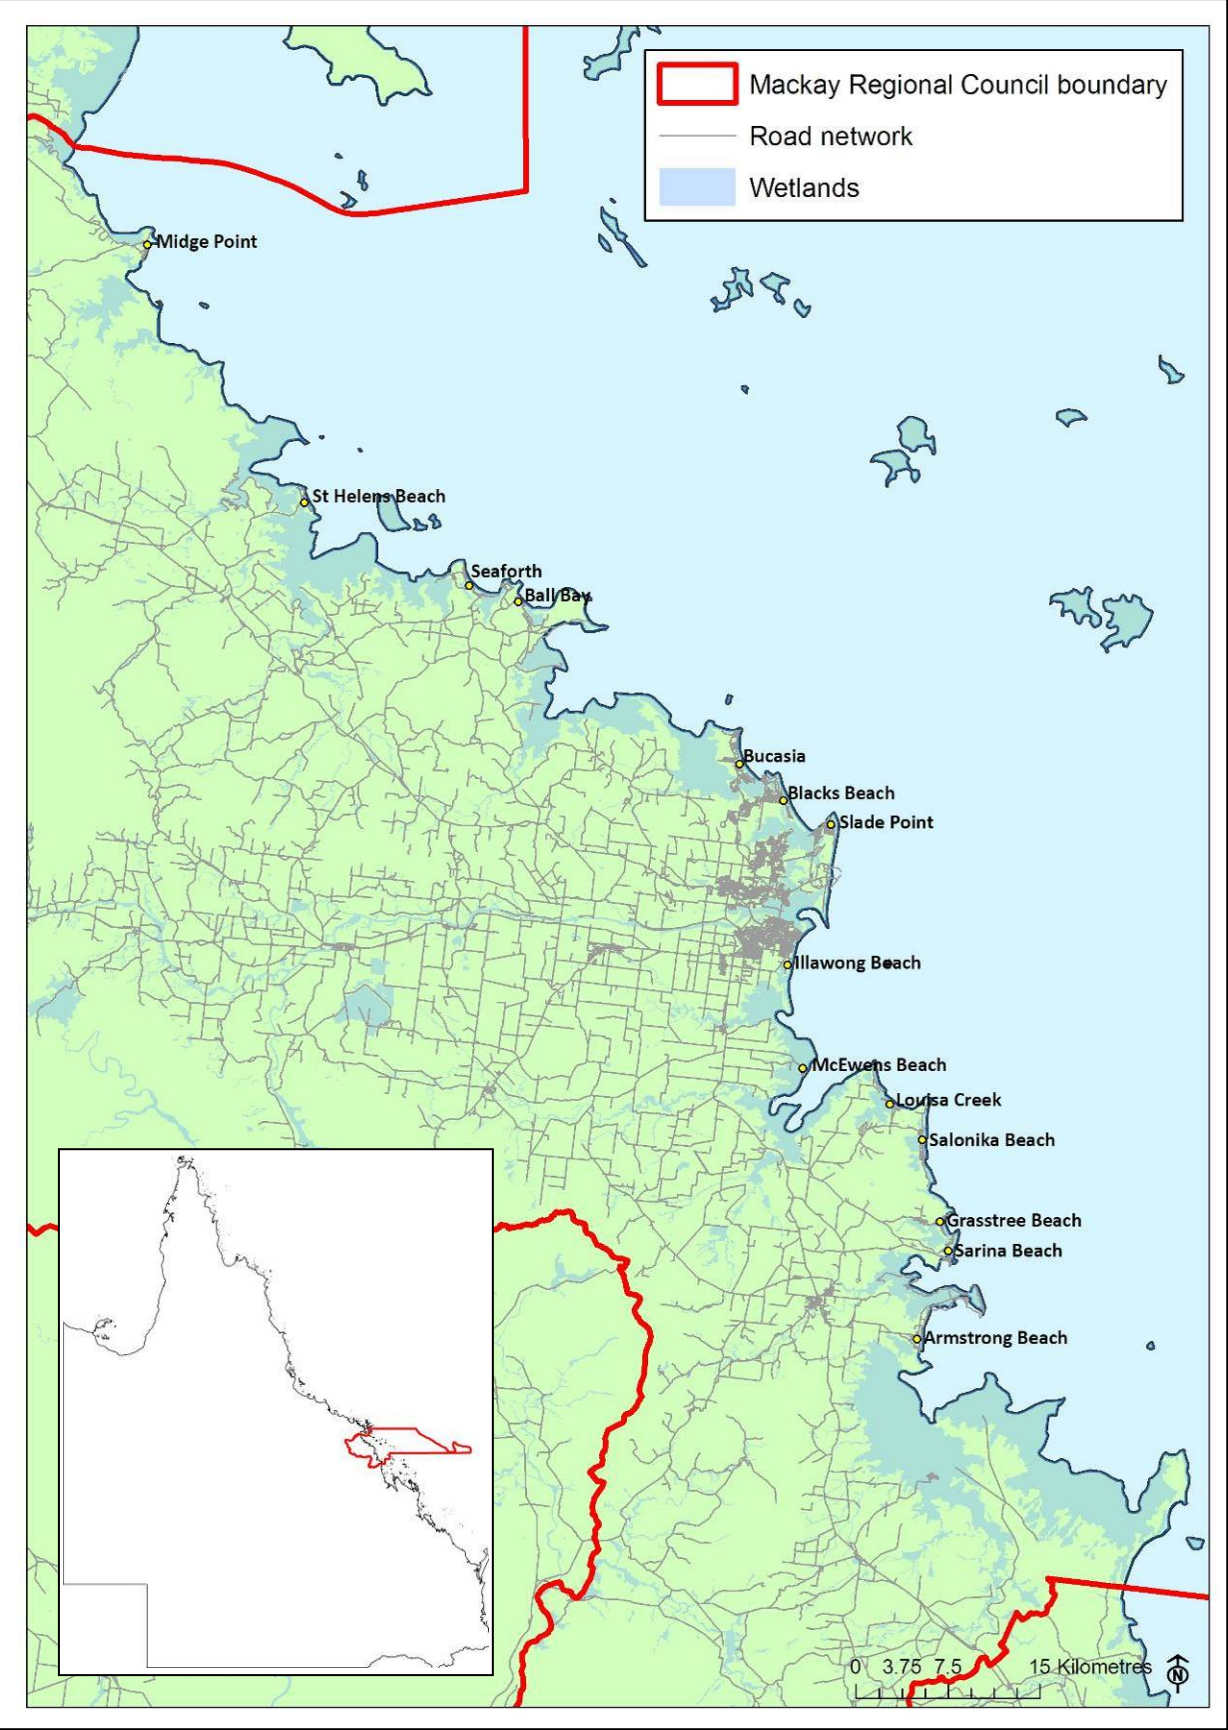 Mackay Regional Council boundary
Road network
Wetlands
Midge Point
St Helens Beach
Seaforth
Ball Bay
Bucasia
Blacks Beach
Slade Point
Illawong Beach
McEwens Beach
Louisa Creek
Salonika Beach
Grasstree Beach
Sarina Beach
Armstrong Beach
0 3.75 7.5 15 Kilometres
N